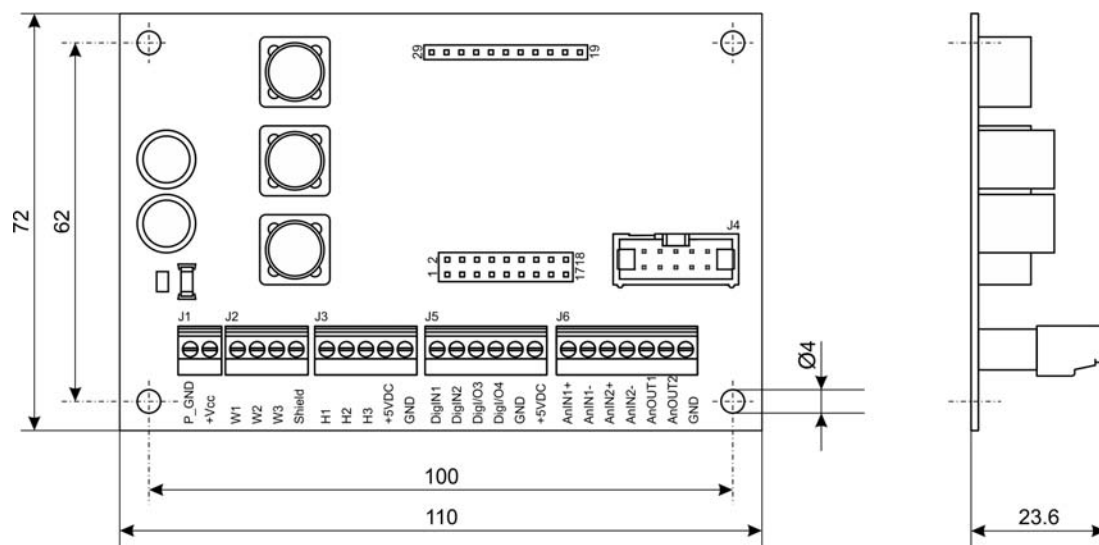 29
19
72
62
J4
1 2
1718
J1
J2
J3
J5
J6
Ø4
P_GND
+Vcc
W1
W2
W3
Shield
H1
H2
H3
+5VDC
GND
DigIN1
DigIN2
DigI/O3
DigI/O4
GND
+5VDC
AnIN1+
AnIN1-
AnIN2+
AnIN2-
AnOUT1
AnOUT2
GND
100
110
23.6